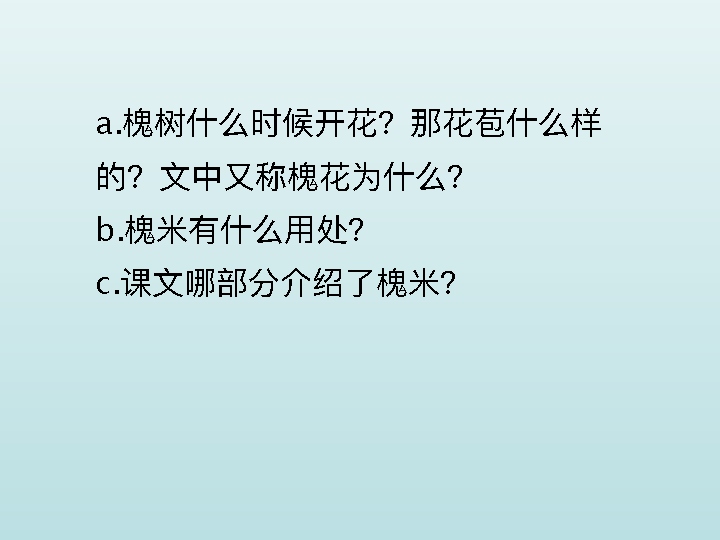 a.槐树什么时候开花？那花苞什么样
的？文中又称槐花为什么？
b.槐米有什么用处？
c.课文哪部分介绍了槐米？